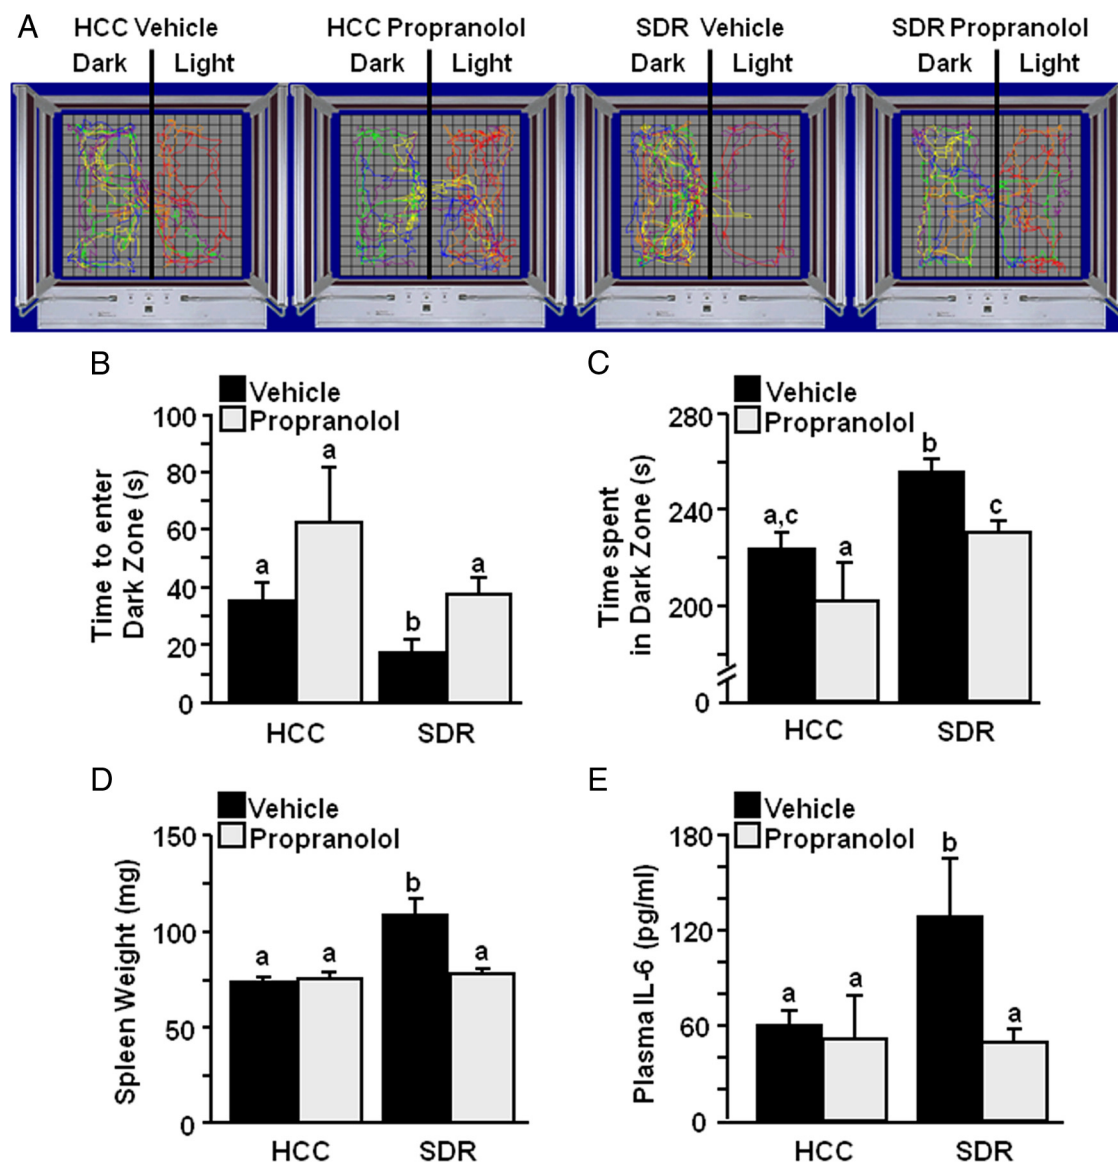 A
HCC Vehicle
HCC Propranolol
SDR Vehicle
SDR Propranolol
Dark
Light
Dark
Light
Dark
Light
Dark
Light
B
Vehicle
Propranolol
100
80
60
40
20
0
Time to enter
Dark Zone (s)
a
a
b
a
HCC
SDR
C
Vehicle
Propranolol
280
240
200
0
Time spent
in Dark Zone (s)
a,c
a
b
c
HCC
SDR
D
Vehicle
Propranolol
150
100
50
0
Spleen Weight (mg)
a
a
b
a
HCC
SDR
E
Vehicle
Propranolol
180
120
60
0
Plasma IL-6 (pg/ml)
a
a
b
a
HCC
SDR